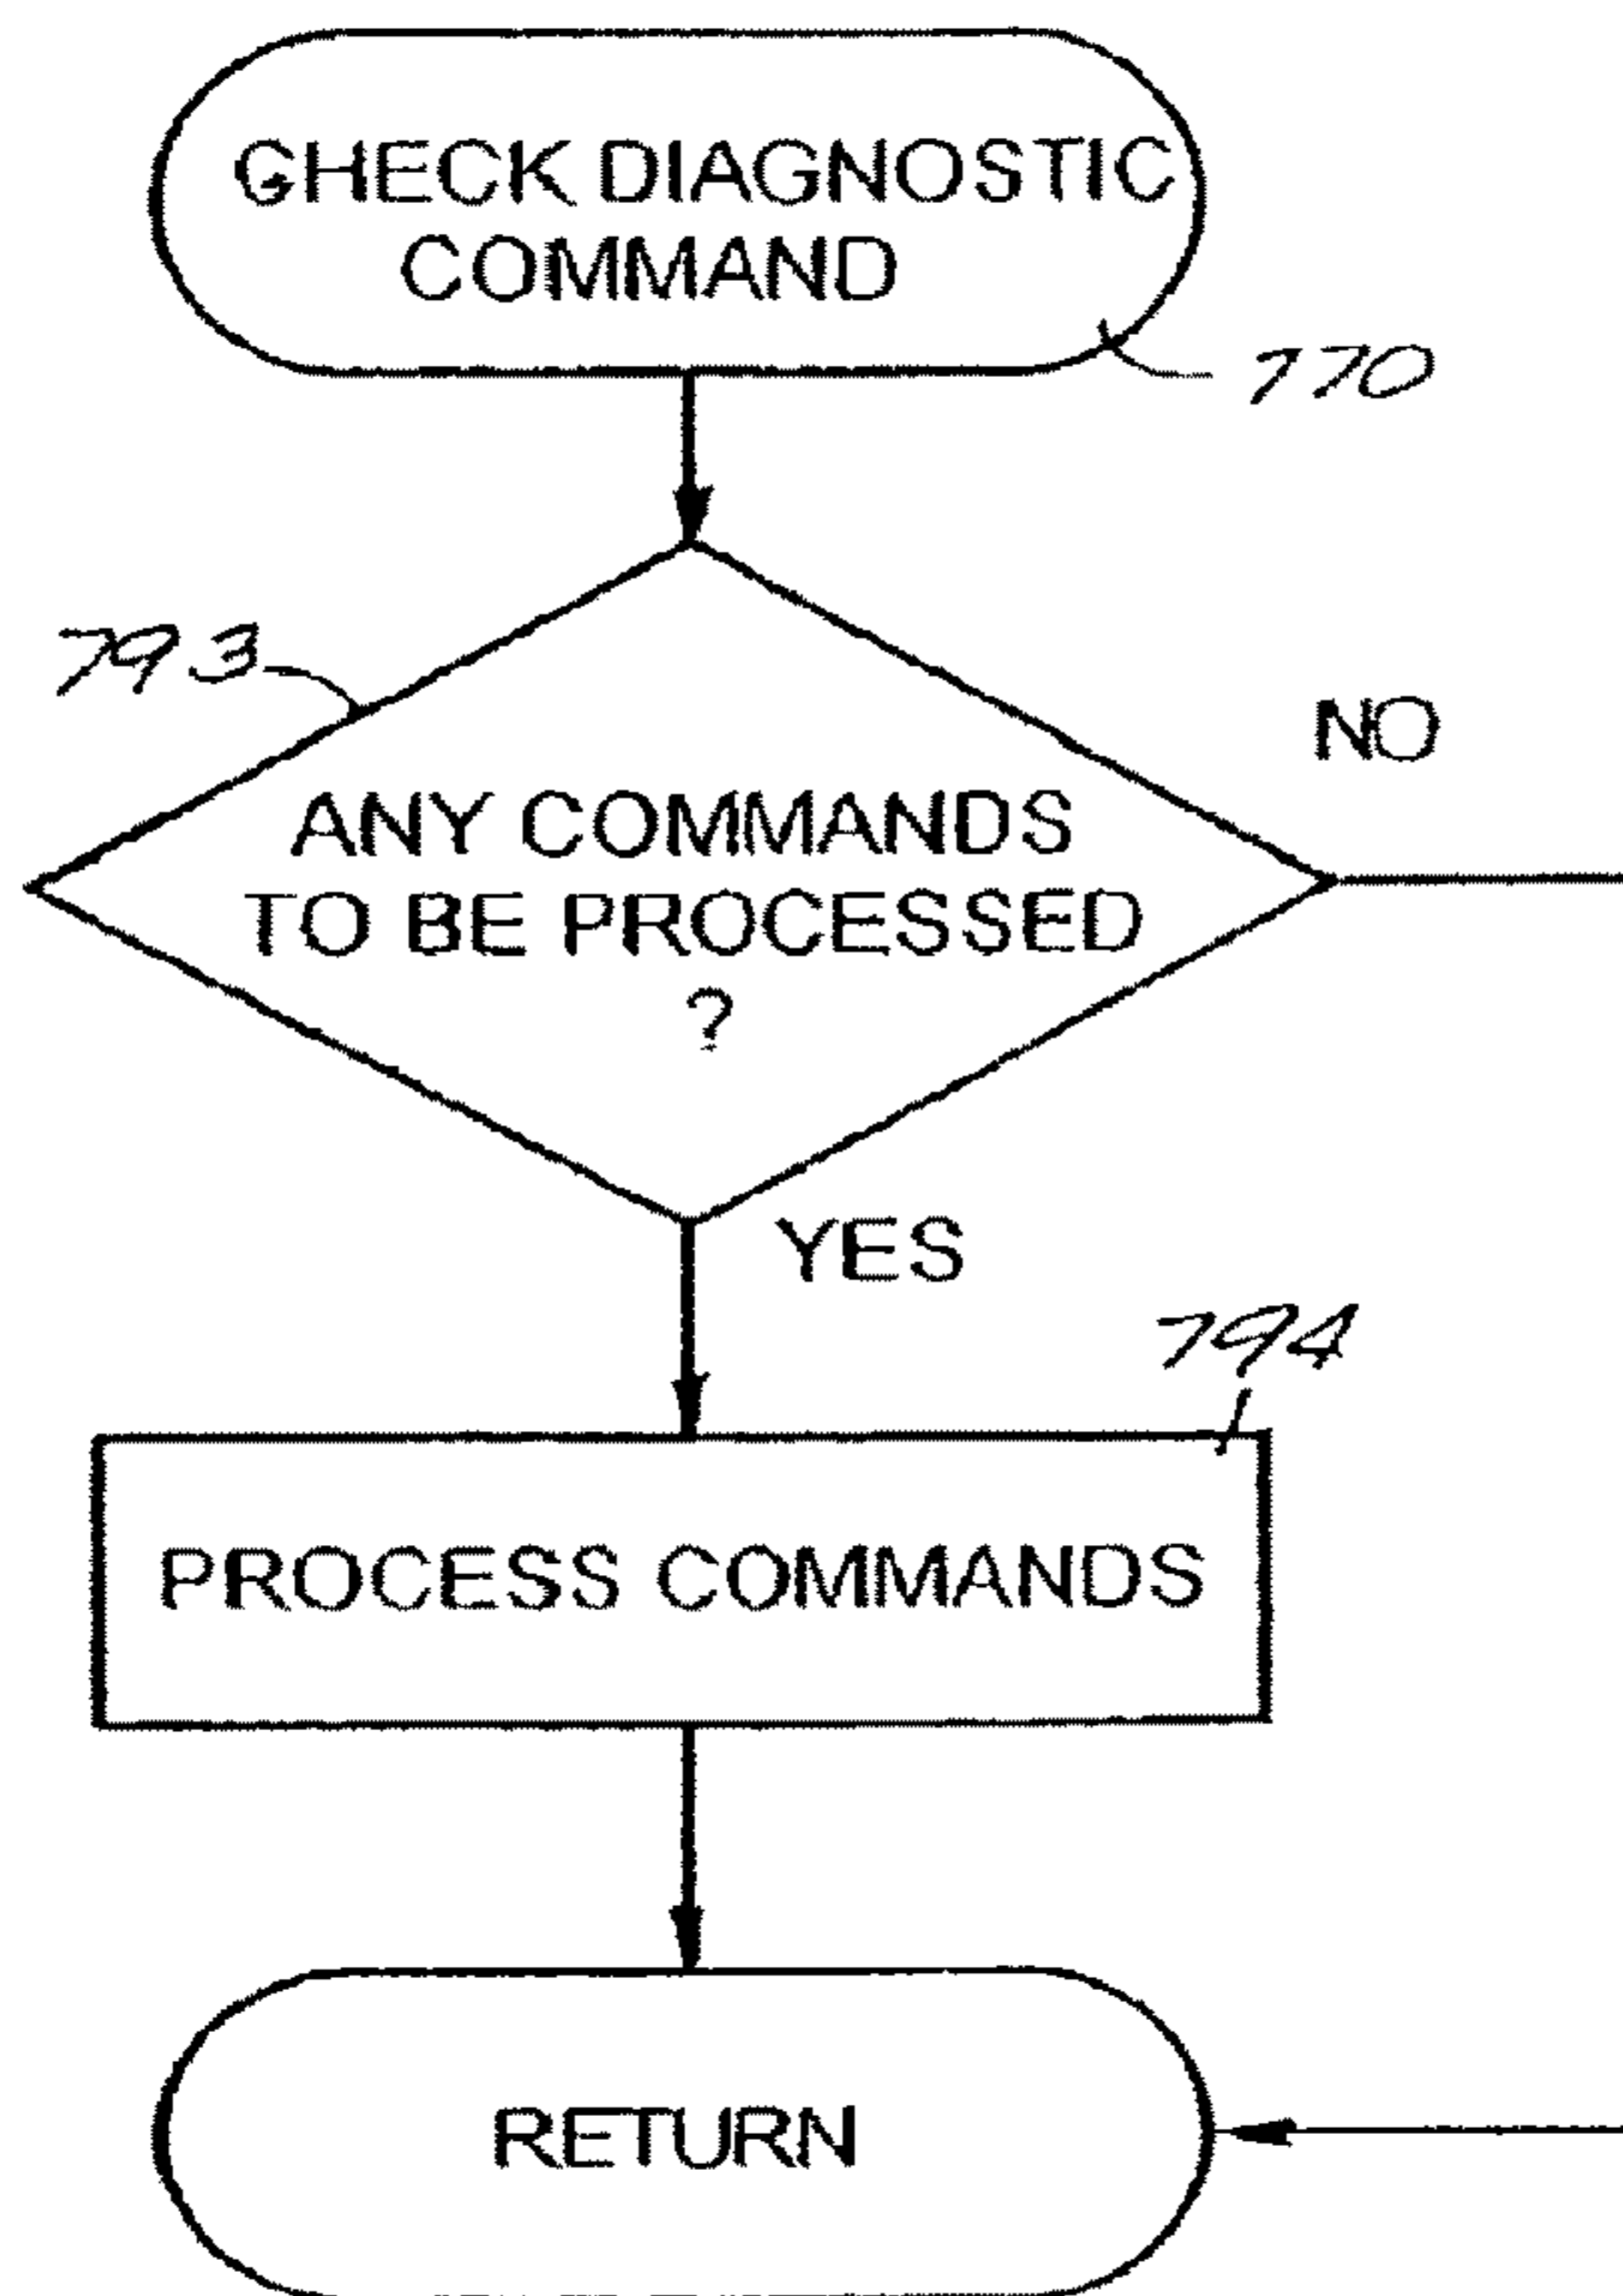 GHECK DIAGNOSTIC
COMMAND
770
793
NO
ANY COMMANDS
TO BE PROCESSED
?
YES
794
PROCESS COMMANDS
RETURN